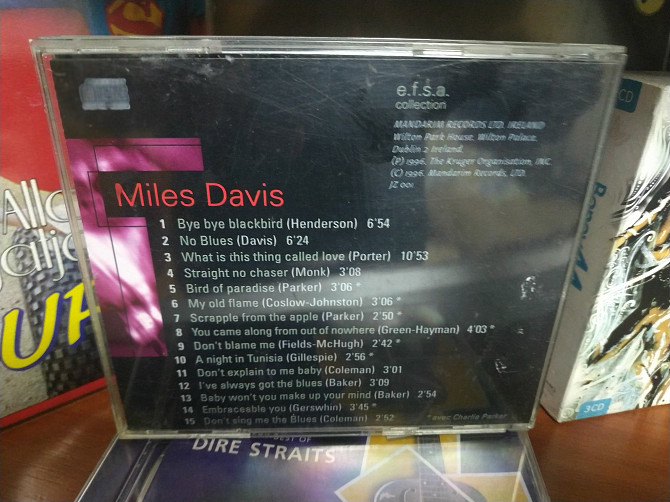 e.f.s.a.
collection
MANDARIM RECORDS LTD. IRELAND
Wilton Park House, Wilton Palace,
Dublin 2 Ireland.
(P) 1996. The Kruger Organisation, INC.
(C) 1996. Mandarim Records, LTD.
JZ 001
Miles Davis
1 Bye bye blackbird (Henderson) 6'54
2 No Blues (Davis) 6'24
3 What is this thing called love (Porter) 10'53
4 Straight no chaser (Monk) 3'08
5 Bird of paradise (Parker) 3'06 *
6 My old flame (Coslow-Johnston) 3'06 *
7 Scrapple from the apple (Parker) 2'50 *
8 You came along from out of nowhere (Green-Hayman) 4'03 *
9 Don't blame me (Fields-McHugh) 2'42 *
10 A night in Tunisia (Gillespie) 2'56 *
11 Don't explain to me baby (Coleman) 3'01
12 I've always got the blues (Baker) 3'09
13 Baby won't you make up your mind (Baker) 2'54
14 Embraceable you (Gerswhin) 3'45 *
15 Don't sing me the Blues (Coleman) 2'52
* avec Charlie Parker
BEST OF
DIRE STRAITS
CD
3CD